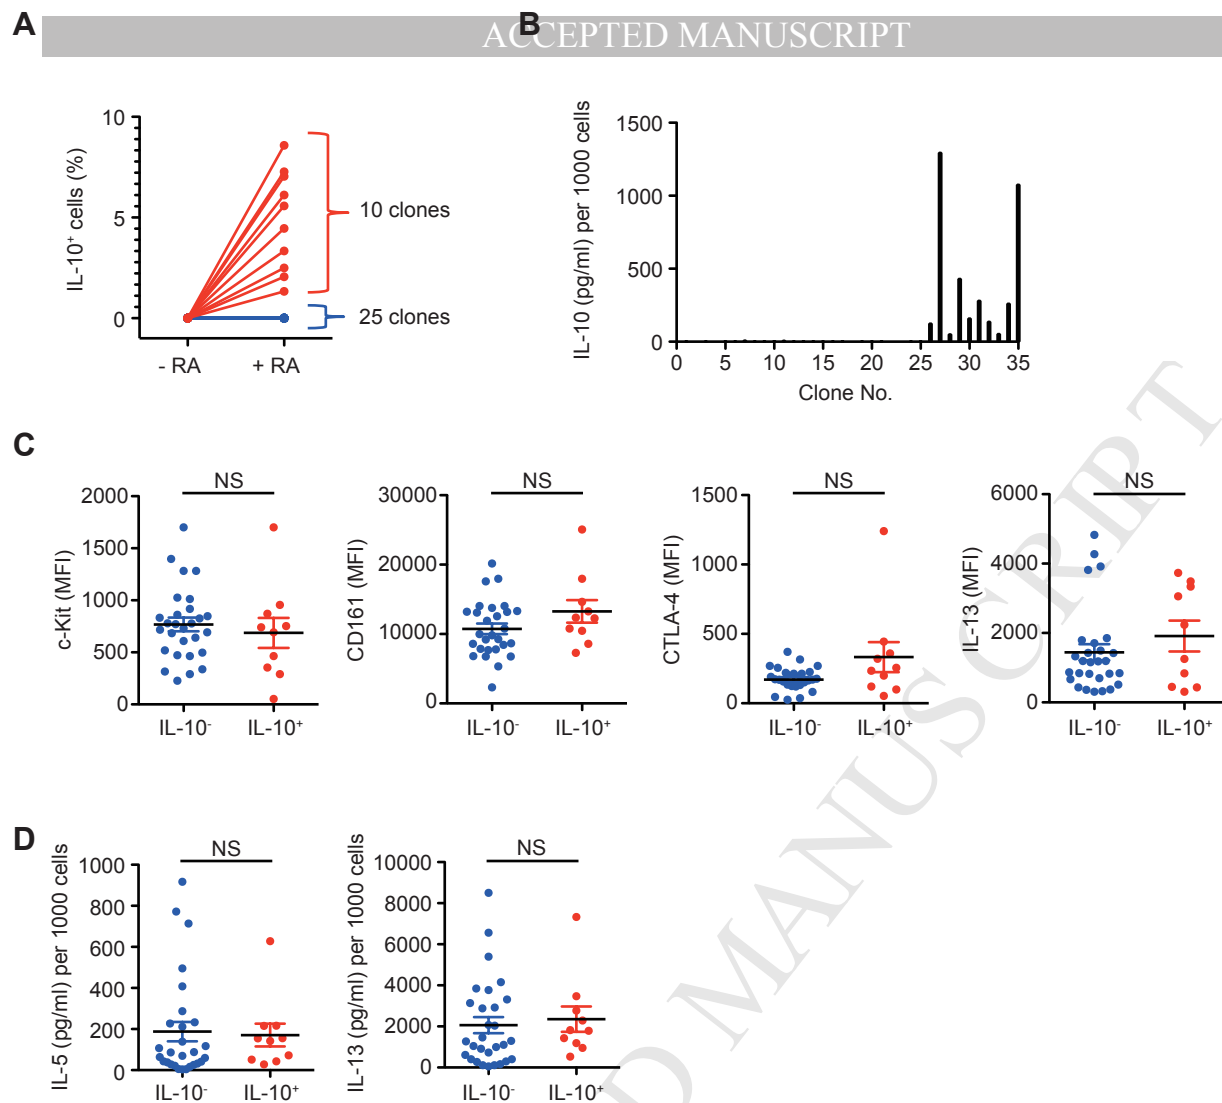 A
B
ACCEPTED MANUSCRIPT
IL-10+ cells (%)
10
5
0
- RA
+ RA
10 clones
25 clones
IL-10 (pg/ml) per 1000 cells
1500
1000
500
0
0 5 10 15 20 25 30 35
Clone No.
C
c-Kit (MFI)
2000
1500
1000
500
0
NS
IL-10- IL-10+
CD161 (MFI)
30000
20000
10000
0
NS
IL-10- IL-10+
CTLA-4 (MFI)
1500
1000
500
0
NS
IL-10- IL-10+
IL-13 (MFI)
6000
4000
2000
0
NS
IL-10- IL-10+
D
IL-5 (pg/ml) per 1000 cells
1000
800
600
400
200
0
NS
IL-10- IL-10+
IL-13 (pg/ml) per 1000 cells
10000
8000
6000
4000
2000
0
NS
IL-10- IL-10+
D MANUSCRIPT